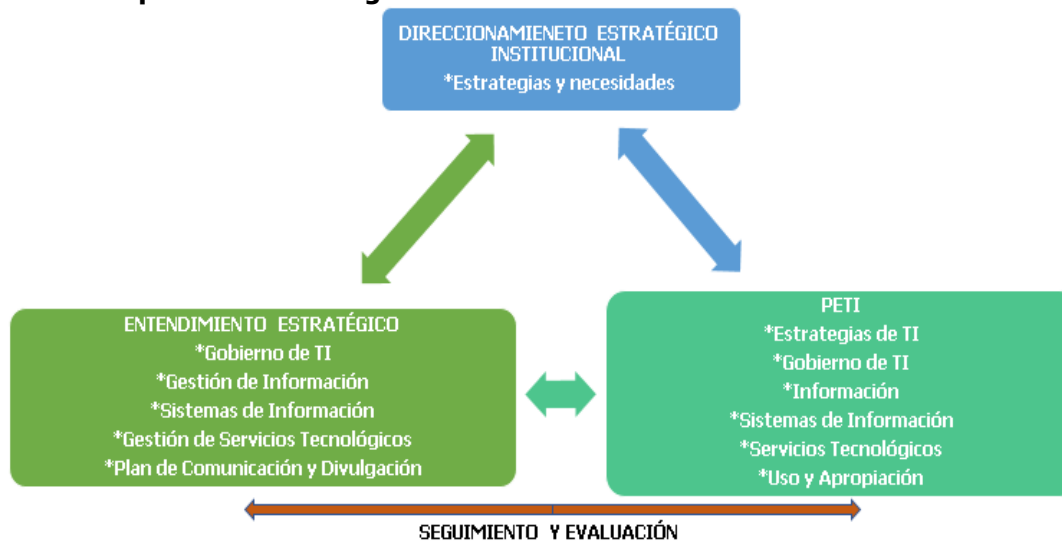 DIRECCIONAMIENETO ESTRATÉGICO
INSTITUCIONAL
*Estrategias y necesidades
ENTENDIMIENTO ESTRATÉGICO
*Gobierno de TI
*Gestión de Información
*Sistemas de Información
*Gestión de Servicios Tecnológicos
*Plan de Comunicación y Divulgación
PETI
*Estrategias de TI
*Gobierno de TI
*Información
*Sistemas de Información
*Servicios Tecnológicos
*Uso y Apropiación
SEGUIMIENTO Y EVALUACIÓN